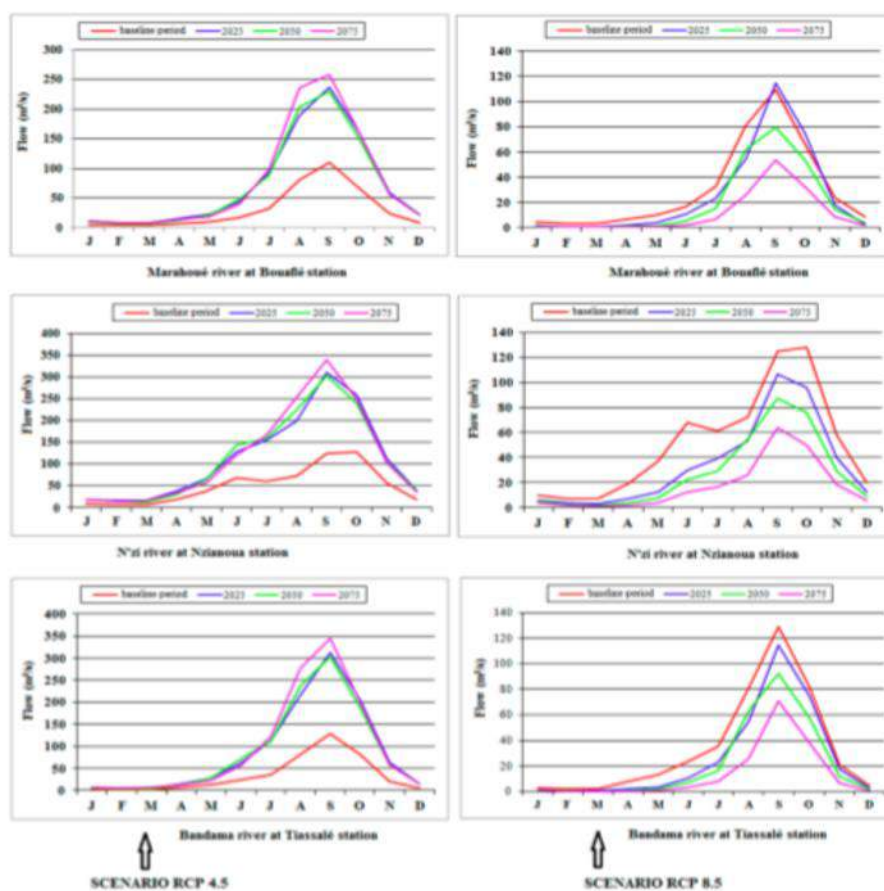 baseline period 2025 2050 2075
Flow (m³/s)
300
250
200
150
100
50
0
J F M A M J J A S O N D
Marahoué river at Bouaflé station
baseline period 2025 2050 2075
Flow (m³/s)
140
120
100
80
60
40
20
0
J F M A M J J A S O N D
Marahoué river at Bouaflé station
baseline period 2025 2050 2075
Flow (m³/s)
400
350
300
250
200
150
100
50
0
J F M A M J J A S O N D
N'zi river at Nzianoua station
baseline period 2025 2050 2075
Flow (m³/s)
140
120
100
80
60
40
20
0
J F M A M J J A S O N D
N'zi river at Nzianoua station
baseline period 2025 2050 2075
Flow (m³/s)
400
350
300
250
200
150
100
50
0
J F M A M J J A S O N D
Bandama river at Tiassalé station
baseline period 2025 2050 2075
Flow (m³/s)
140
120
100
80
60
40
20
0
J F M A M J J A S O N D
Bandama river at Tiassalé station
SCENARIO RCP 4.5
SCENARIO RCP 8.5